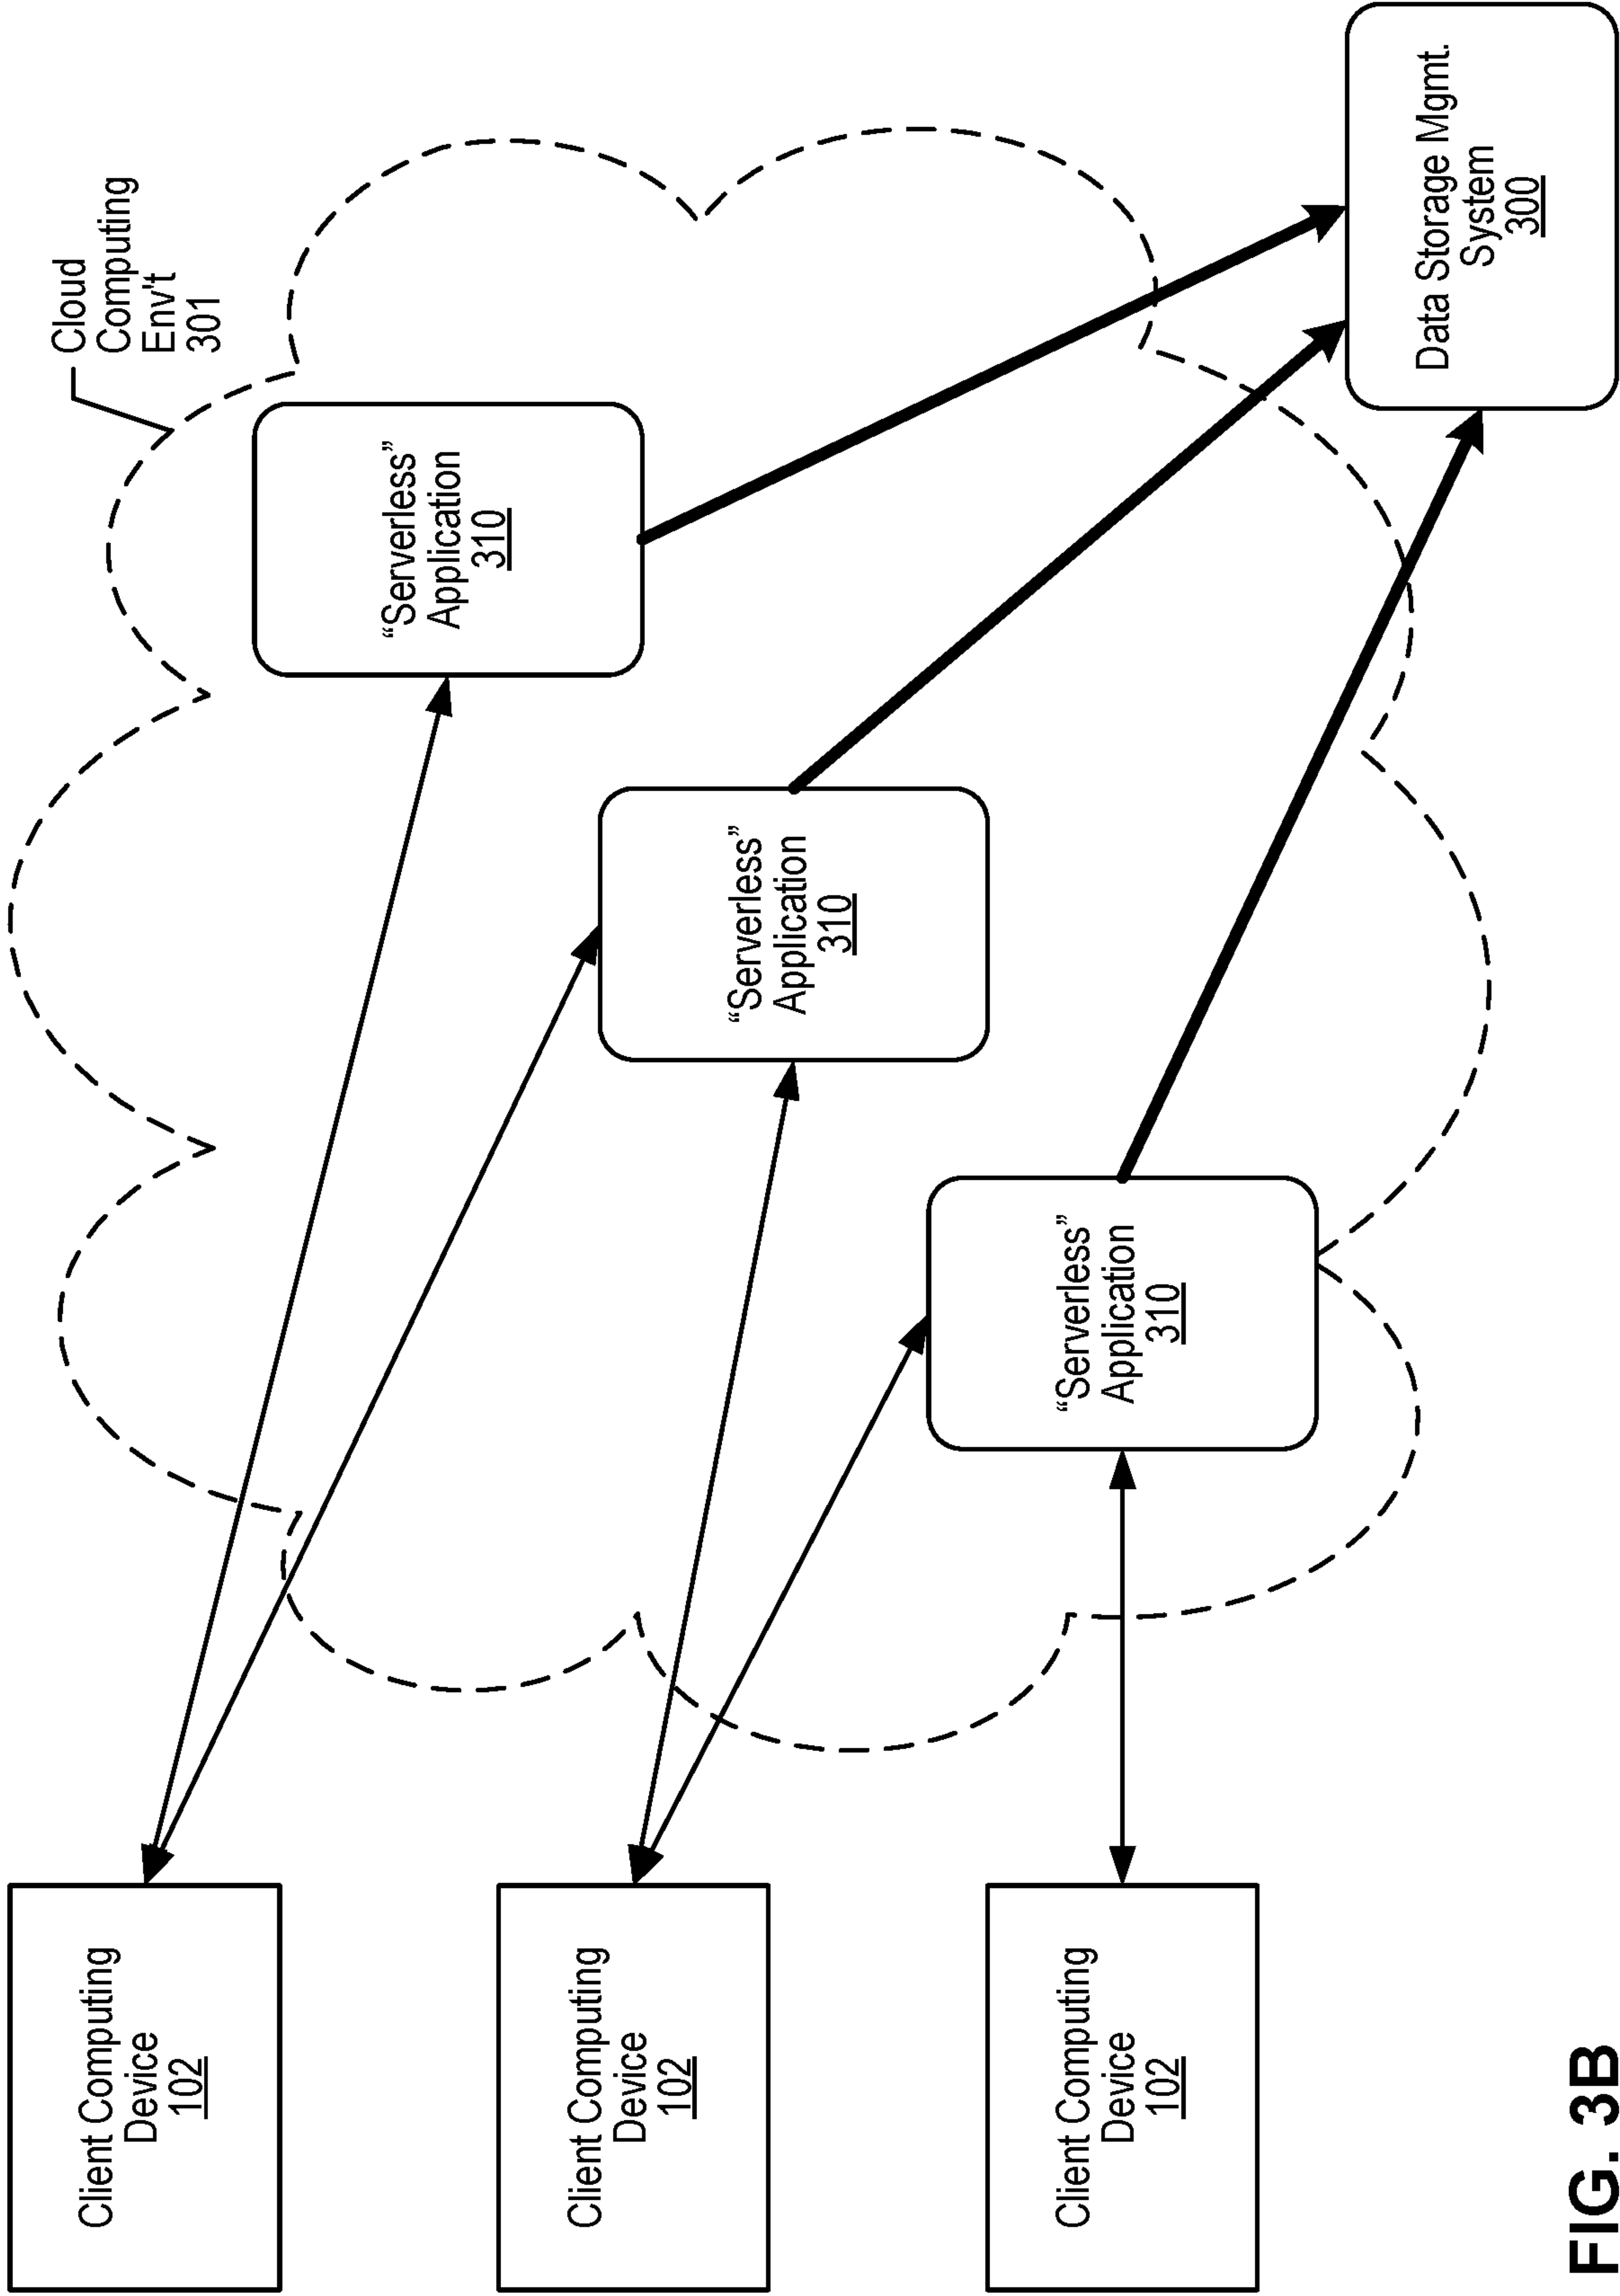 Cloud
Computing
Env't
301
“Serverless”
Application
310
“Serverless”
Application
310
“Serverless”
Application
310
Client Computing
Device
102
Client Computing
Device
102
Client Computing
Device
102
Data Storage Mgmt.
System
300
FIG. 3B